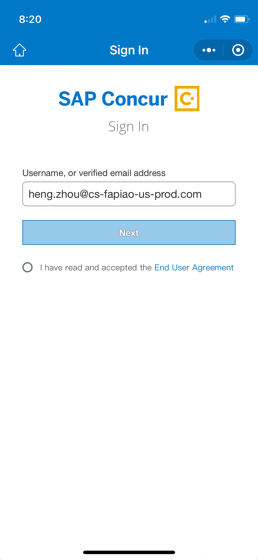 8:20
Sign In
SAP Concur C
Sign In
Username, or verified email address
heng.zhou@cs-fapiao-us-prod.com
Next
I have read and accepted the End User Agreement